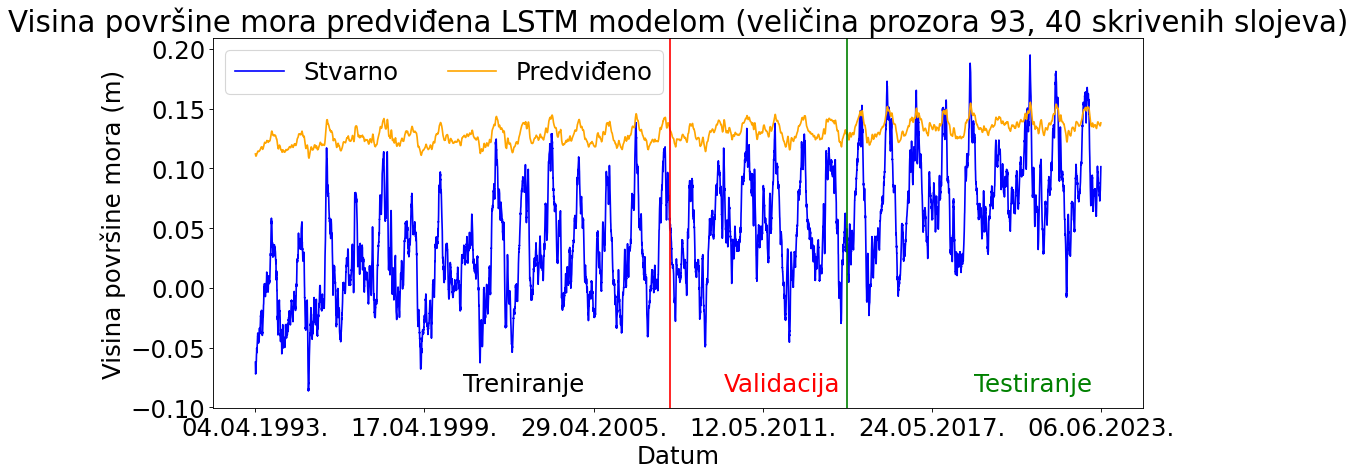 Visina površine mora predviđena LSTM modelom (veličina prozora 93, 40 skrivenih slojeva)
Stvarno
Predviđeno
Visina površine mora (m)
0.20
0.15
0.10
0.05
0.00
−0.05
−0.10
Treniranje
Validacija
Testiranje
04.04.1993.
17.04.1999.
29.04.2005.
12.05.2011.
24.05.2017.
06.06.2023.
Datum